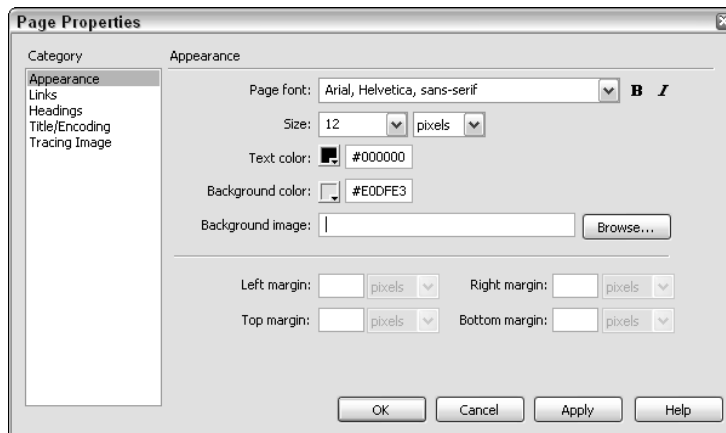 Page Properties
Category
Appearance
Appearance
Links
Headings
Title/Encoding
Tracing Image
Page font: Arial, Helvetica, sans-serif B I
Size: 12 pixels
Text color: #000000
Background color: #E0DFE3
Background image: Browse...
Left margin: pixels Right margin: pixels
Top margin: pixels Bottom margin: pixels
OK Cancel Apply Help